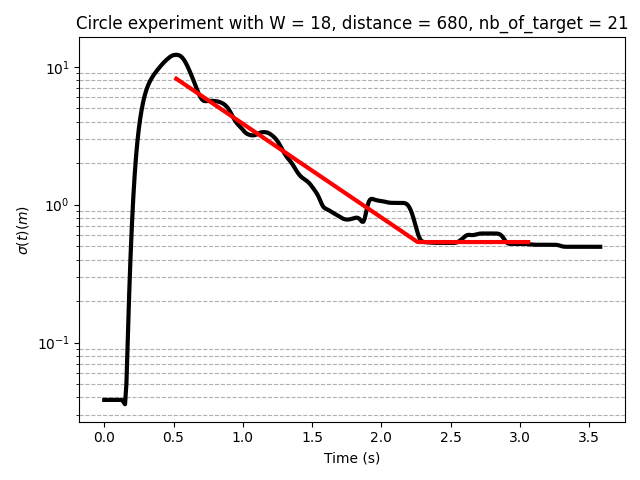 Circle experiment with W = 18, distance = 680, nb_of_target = 21
σ(t)(m)
10¹
10⁰
10⁻¹
0.0 0.5 1.0 1.5 2.0 2.5 3.0 3.5
Time (s)